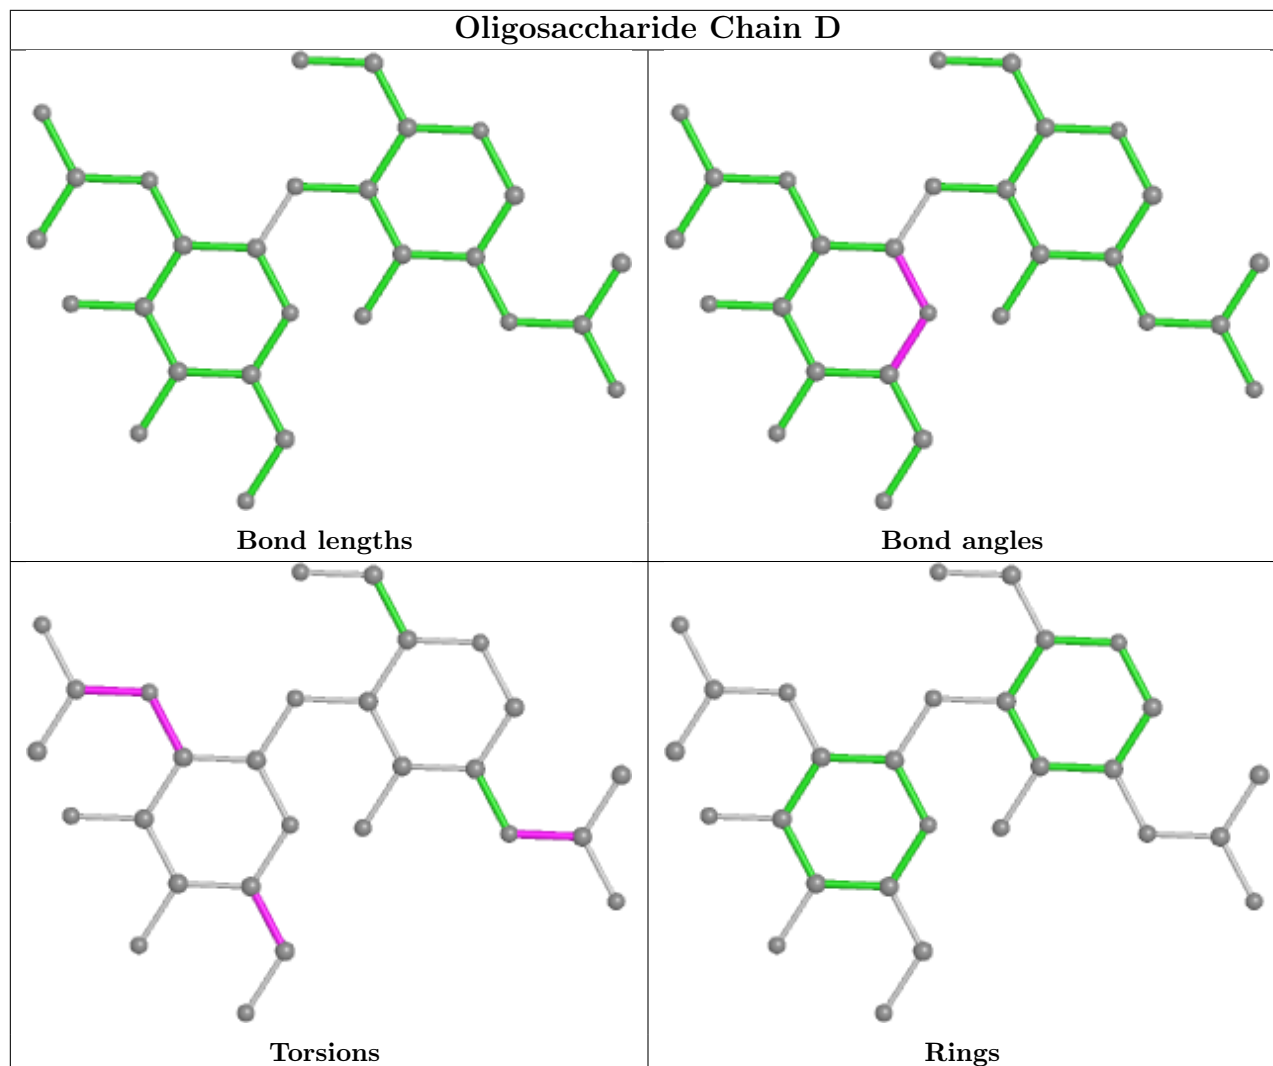 Oligosaccharide Chain D
Bond lengths
Bond angles
Torsions
Rings